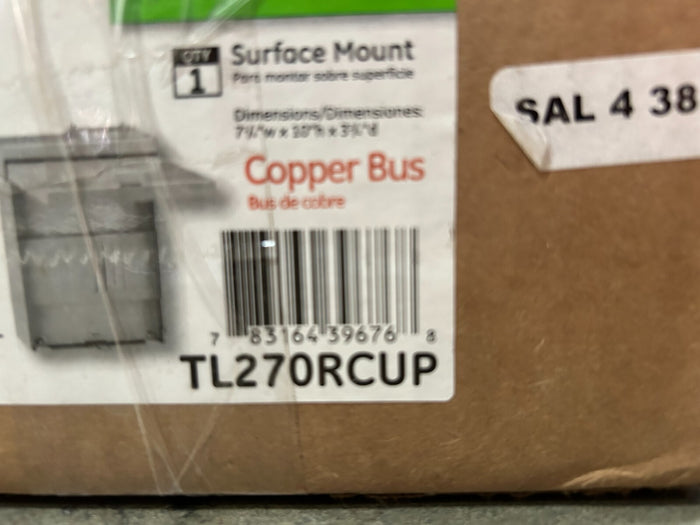 QTY
1
Surface Mount
Para montar sobre superficie
Dimensions/Dimensiones:
Copper Bus
Bus de cobre
7 83164 39676 8
TL270RCUP
SAL 4 38